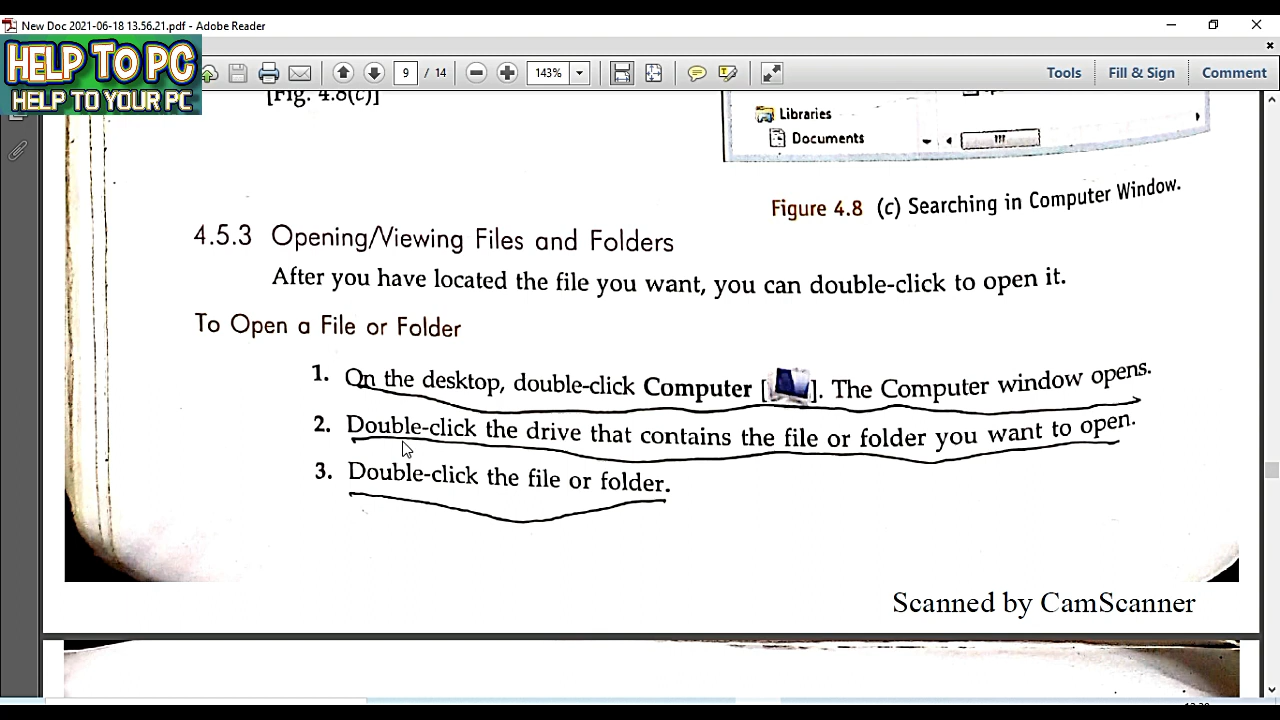 New Doc 2021-06-18 13.56.21.pdf - Adobe Reader
HELP TO PC
HELP TO YOUR PC
9 / 14
143%
Tools
Fill & Sign
Comment
[Fig. 4.8(c)]
Libraries
Documents
Figure 4.8 (c) Searching in Computer Window.
4.5.3 Opening/Viewing Files and Folders
After you have located the file you want, you can double-click to open it.
To Open a File or Folder
1. On the desktop, double-click Computer [ ]. The Computer window opens.
2. Double-click the drive that contains the file or folder you want to open.
3. Double-click the file or folder.
Scanned by CamScanner